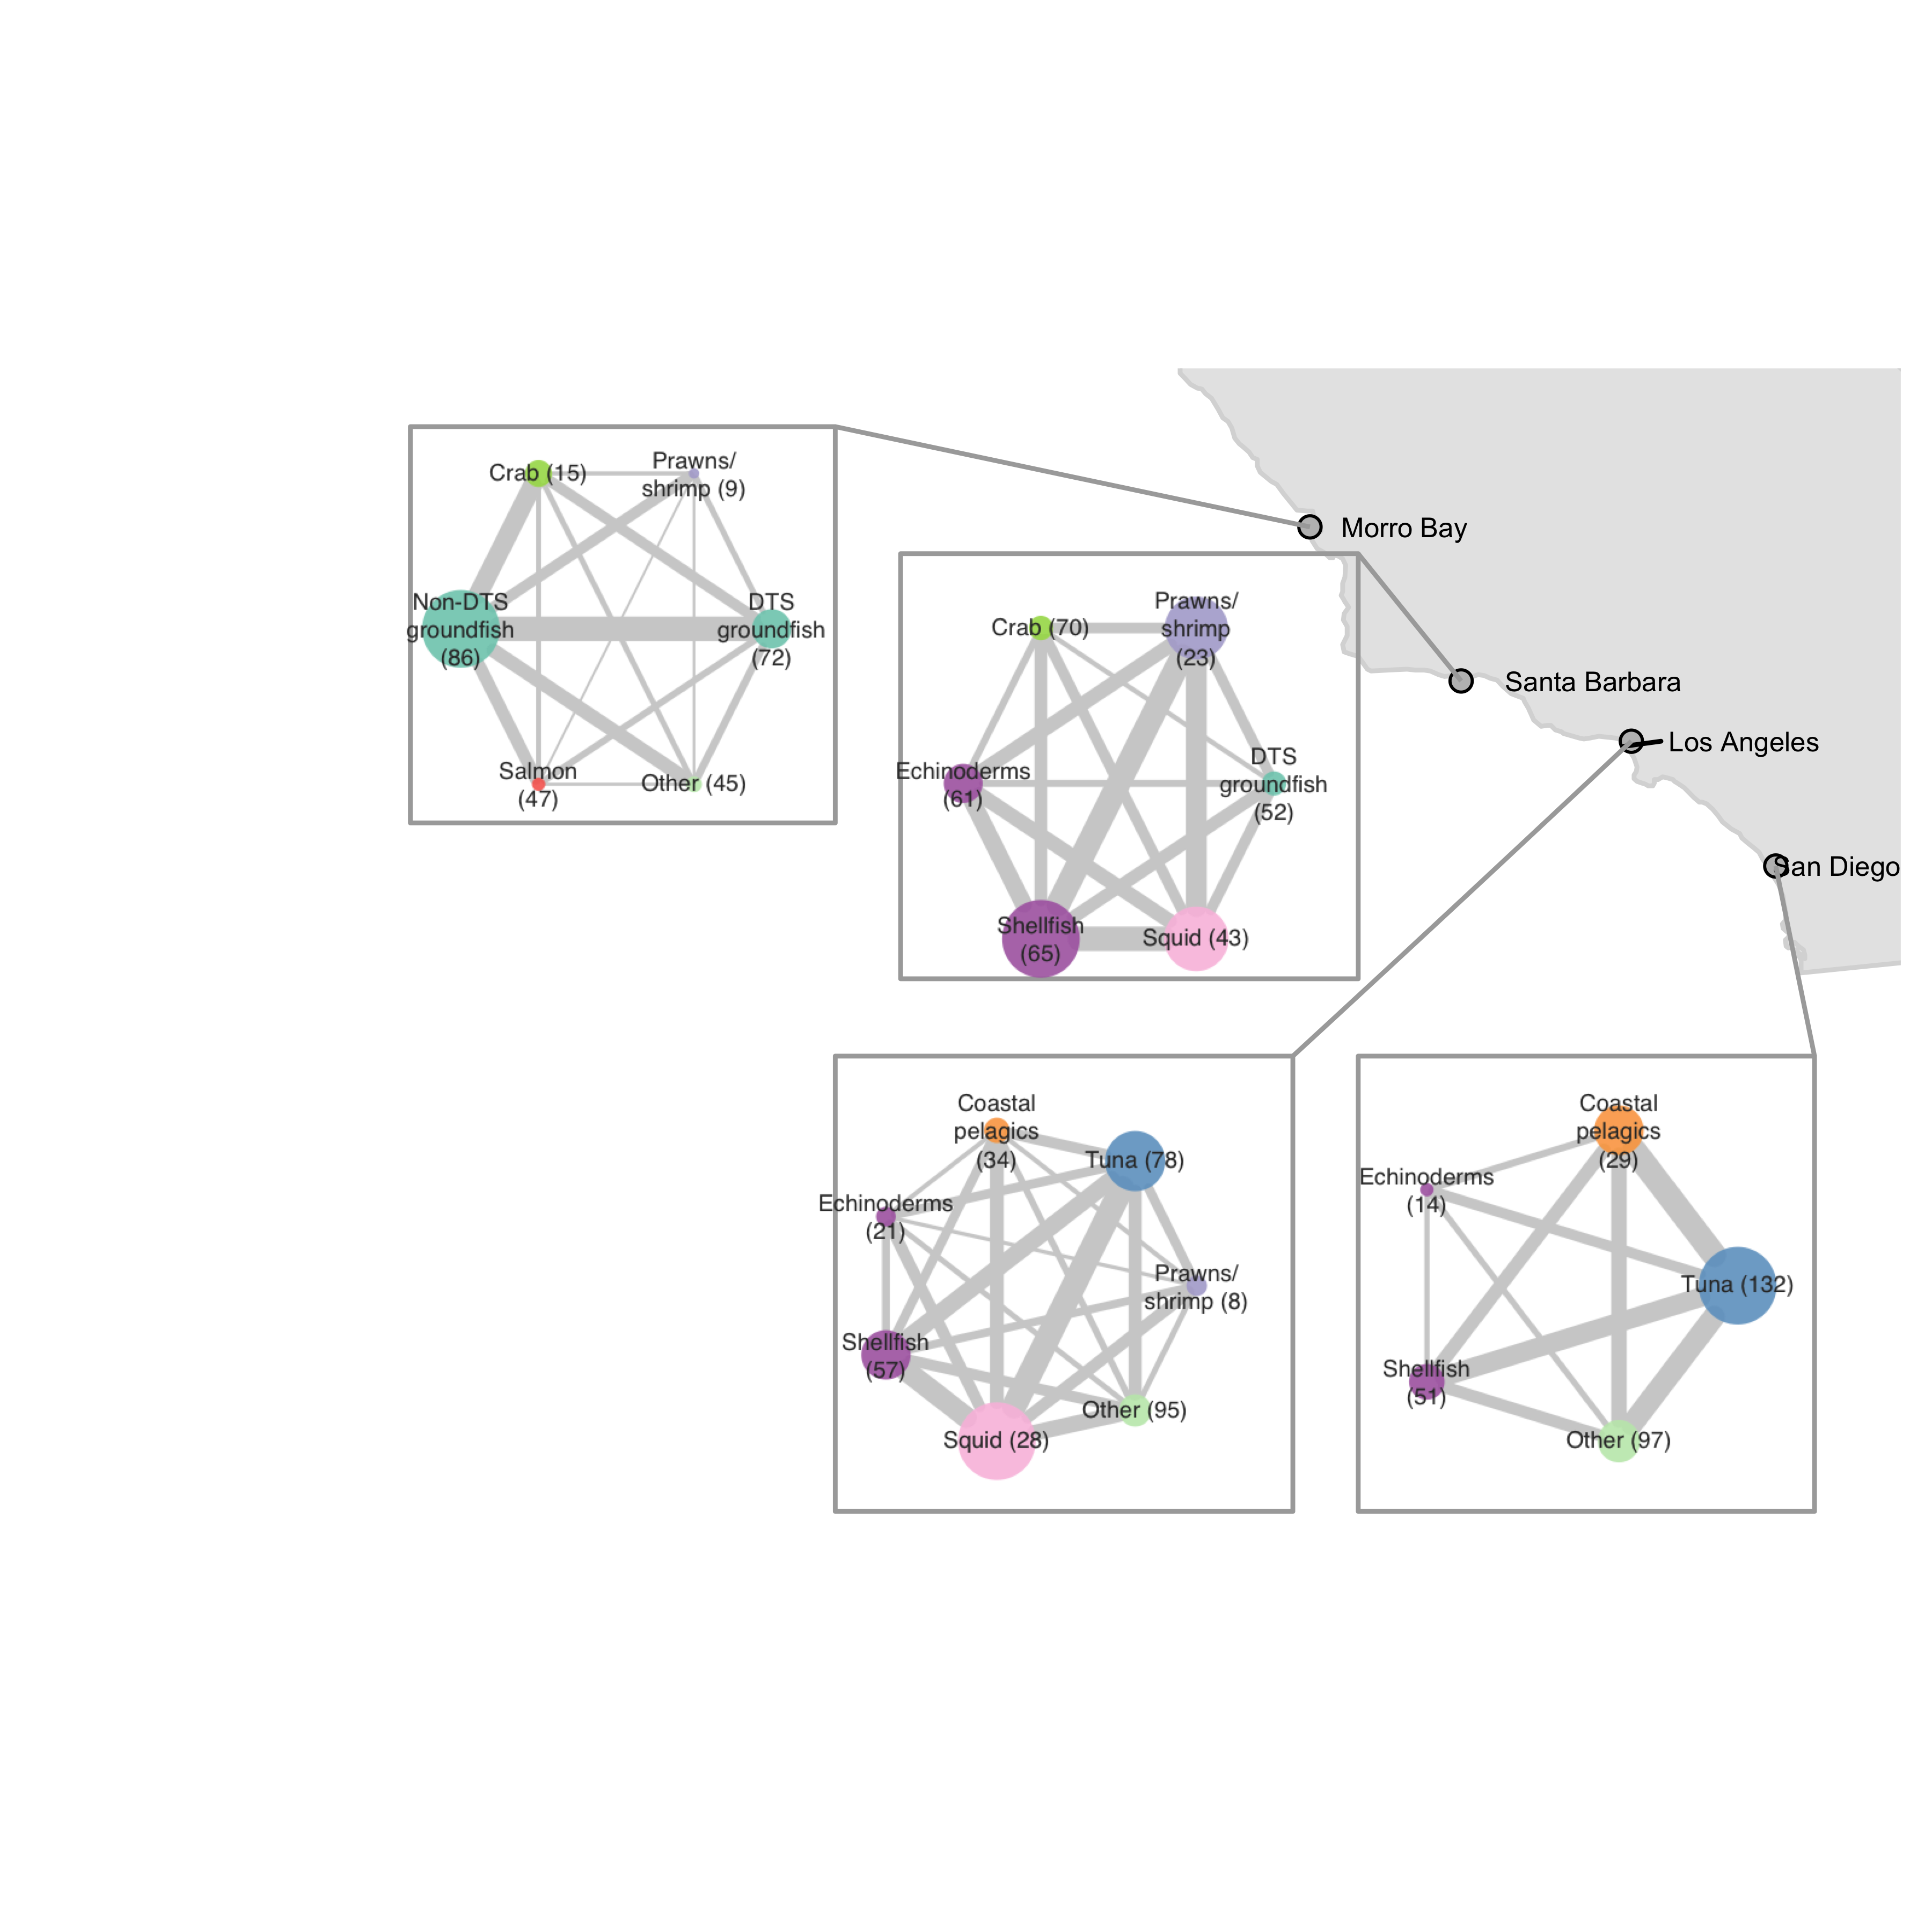 Crab (15)
Prawns/
shrimp (9)
Non-DTS
groundfish
(86)
DTS
groundfish
(72)
Salmon
(47)
Other (45)
Morro Bay
Santa Barbara
Los Angeles
San Diego
Crab (70)
Prawns/
shrimp
(23)
Echinoderms
(61)
DTS
groundfish
(52)
Shellfish
(65)
Squid (43)
Coastal
pelagics
(34)
Tuna (78)
Echinoderms
(21)
Prawns/
shrimp (8)
Shellfish
(57)
Other (95)
Squid (28)
Coastal
pelagics
(29)
Echinoderms
(14)
Tuna (132)
Shellfish
(51)
Other (97)